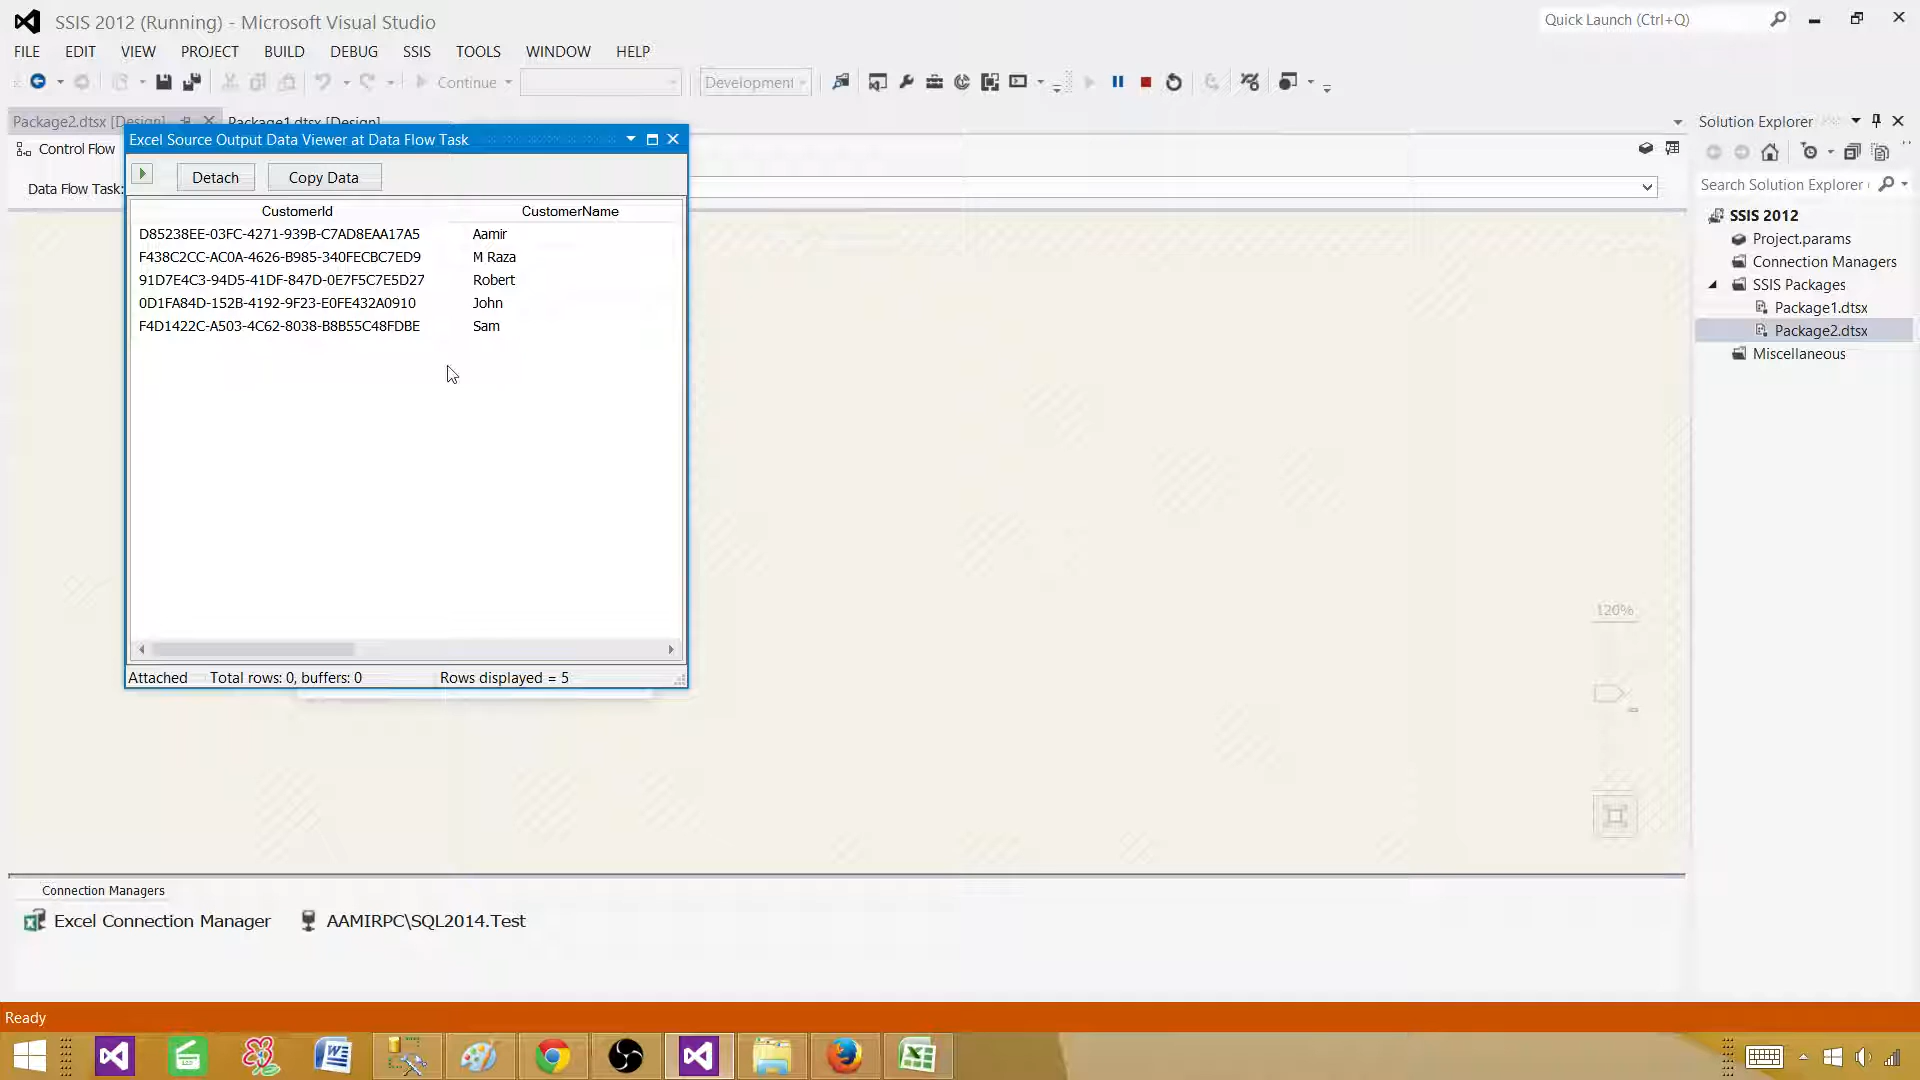 SSIS 2012 (Running) - Microsoft Visual Studio
Quick Launch (Ctrl+Q)
FILE EDIT VIEW PROJECT BUILD DEBUG SSIS TOOLS WINDOW HELP
Continue
Development
Package2.dtsx [Design]
Package1.dtsx [Design]
Solution Explorer
Excel Source Output Data Viewer at Data Flow Task
Control Flow
Detach Copy Data
Data Flow Task:
Search Solution Explorer
CustomerId CustomerName
D85238EE-03FC-4271-939B-C7AD8EAA17A5 Aamir
F438C2CC-AC0A-4626-B985-340FECBC7ED9 M Raza
91D7E4C3-94D5-41DF-847D-0E7F5C7E5D27 Robert
0D1FA84D-152B-4192-9F23-E0FE432A0910 John
F4D1422C-A503-4C62-8038-B8B55C48FDBE Sam
SSIS 2012
Project.params
Connection Managers
SSIS Packages
Package1.dtsx
Package2.dtsx
Miscellaneous
120%
Attached Total rows: 0, buffers: 0 Rows displayed = 5
Connection Managers
Excel Connection Manager AAMIRPC\SQL2014.Test
Ready